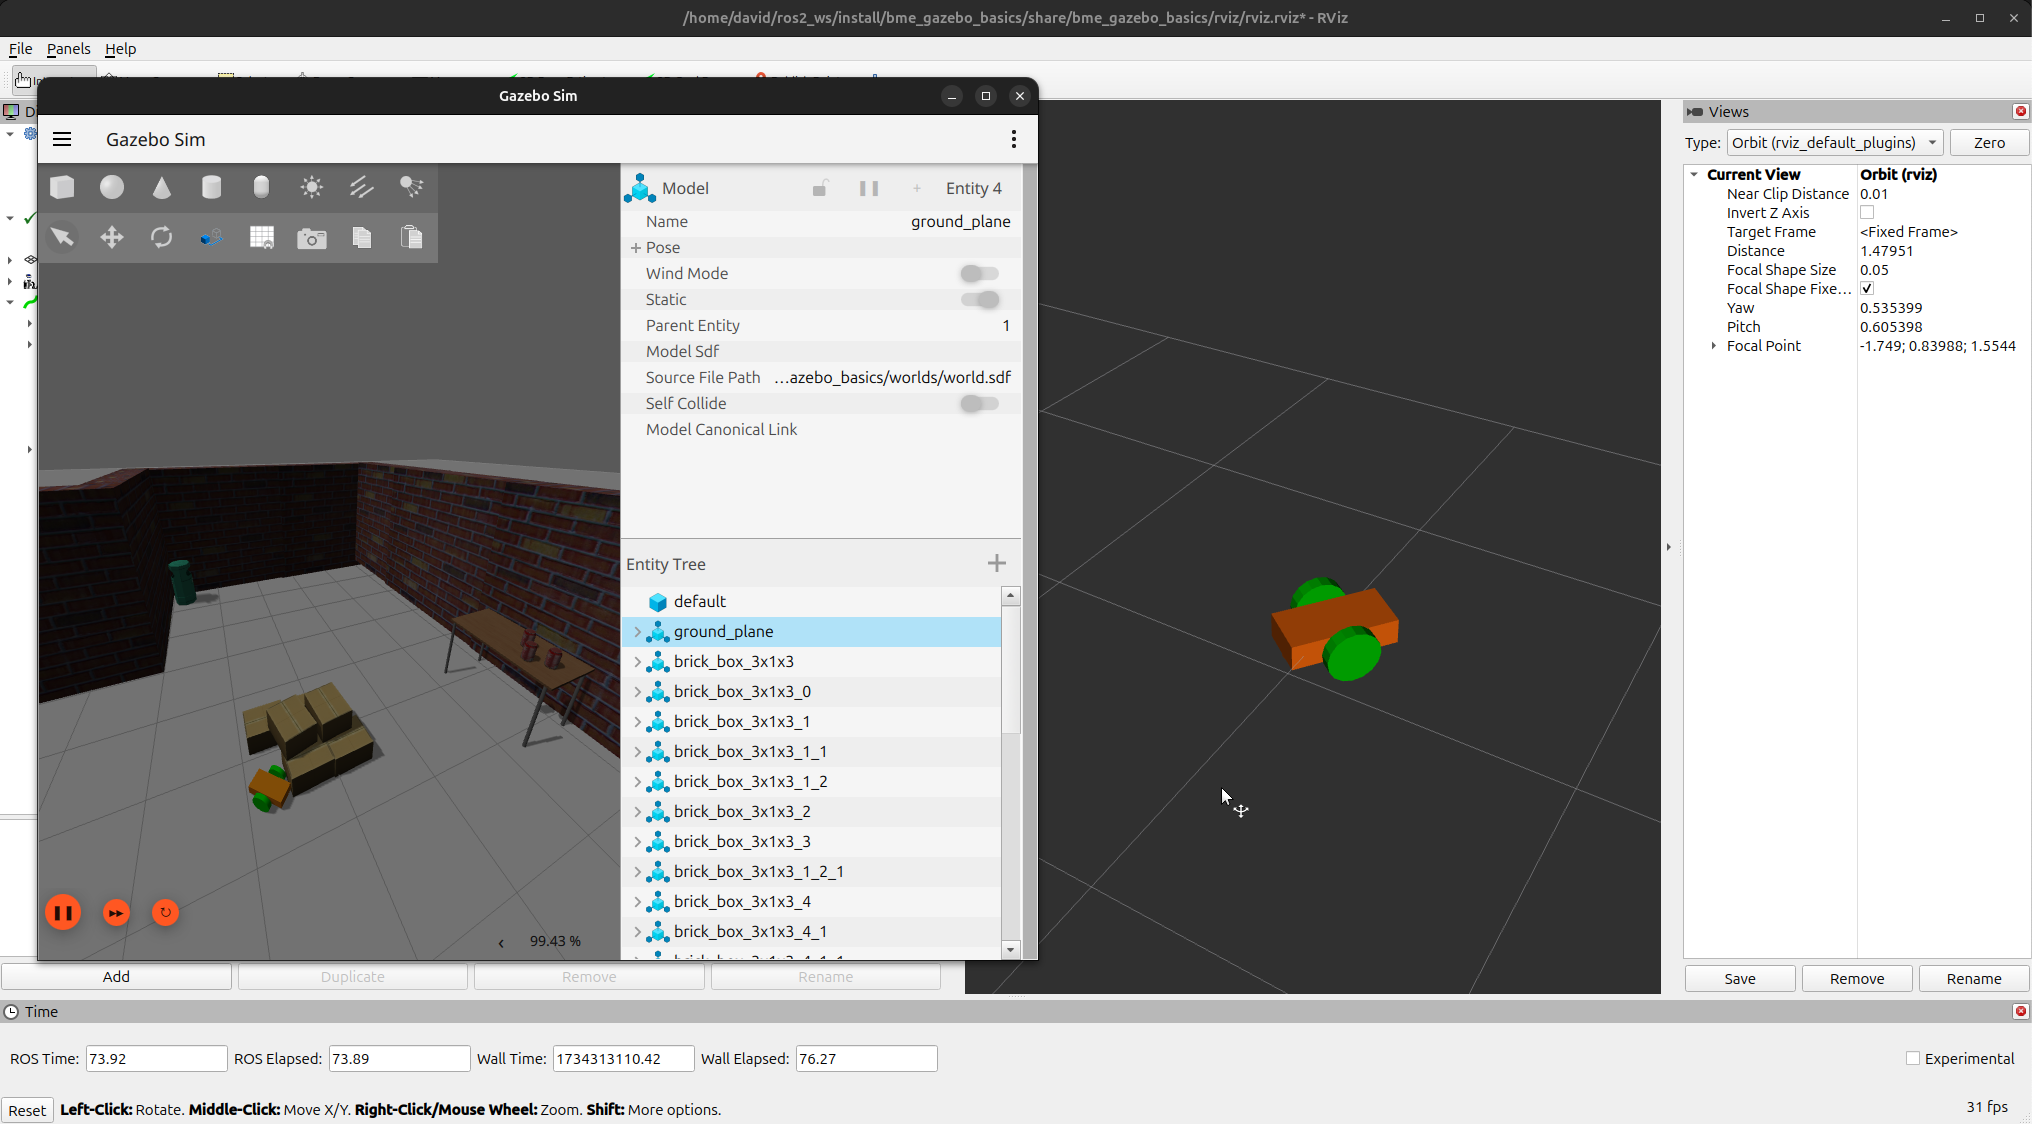 /home/david/ros2_ws/install/bme_gazebo_basics/share/bme_gazebo_basics/rviz/rviz.rviz* - RViz
File Panels Help
Gazebo Sim
Gazebo Sim
Model Entity 4
Name ground_plane
Pose
Wind Mode
Static
Parent Entity 1
Model Sdf
Source File Path ...azebo_basics/worlds/world.sdf
Self Collide
Model Canonical Link
Entity Tree
default
ground_plane
brick_box_3x1x3
brick_box_3x1x3_0
brick_box_3x1x3_1
brick_box_3x1x3_1_1
brick_box_3x1x3_1_2
brick_box_3x1x3_2
brick_box_3x1x3_3
brick_box_3x1x3_1_2_1
brick_box_3x1x3_4
brick_box_3x1x3_4_1
99.43 %
Views
Type: Orbit (rviz_default_plugins) Zero
Current View Orbit (rviz)
Near Clip Distance 0.01
Invert Z Axis
Target Frame <Fixed Frame>
Distance 1.47951
Focal Shape Size 0.05
Focal Shape Fixe...
Yaw 0.535399
Pitch 0.605398
Focal Point -1.749; 0.83988; 1.5544
Add Duplicate Remove Rename
Save Remove Rename
Time
ROS Time: 73.92 ROS Elapsed: 73.89 Wall Time: 1734313110.42 Wall Elapsed: 76.27 Experimental
Reset Left-Click: Rotate. Middle-Click: Move X/Y. Right-Click/Mouse Wheel: Zoom. Shift: More options. 31 fps